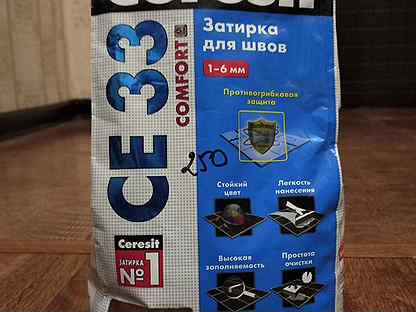 Ceresit
CE 33
COMFORT
Затирка
для швов
1–6 мм
Противогрибковая
защита
250
Стойкий
цвет
Легкость
нанесения
Ceresit
ЗАТИРКА
№1
Высокая
заполняемость
Простота
очистки